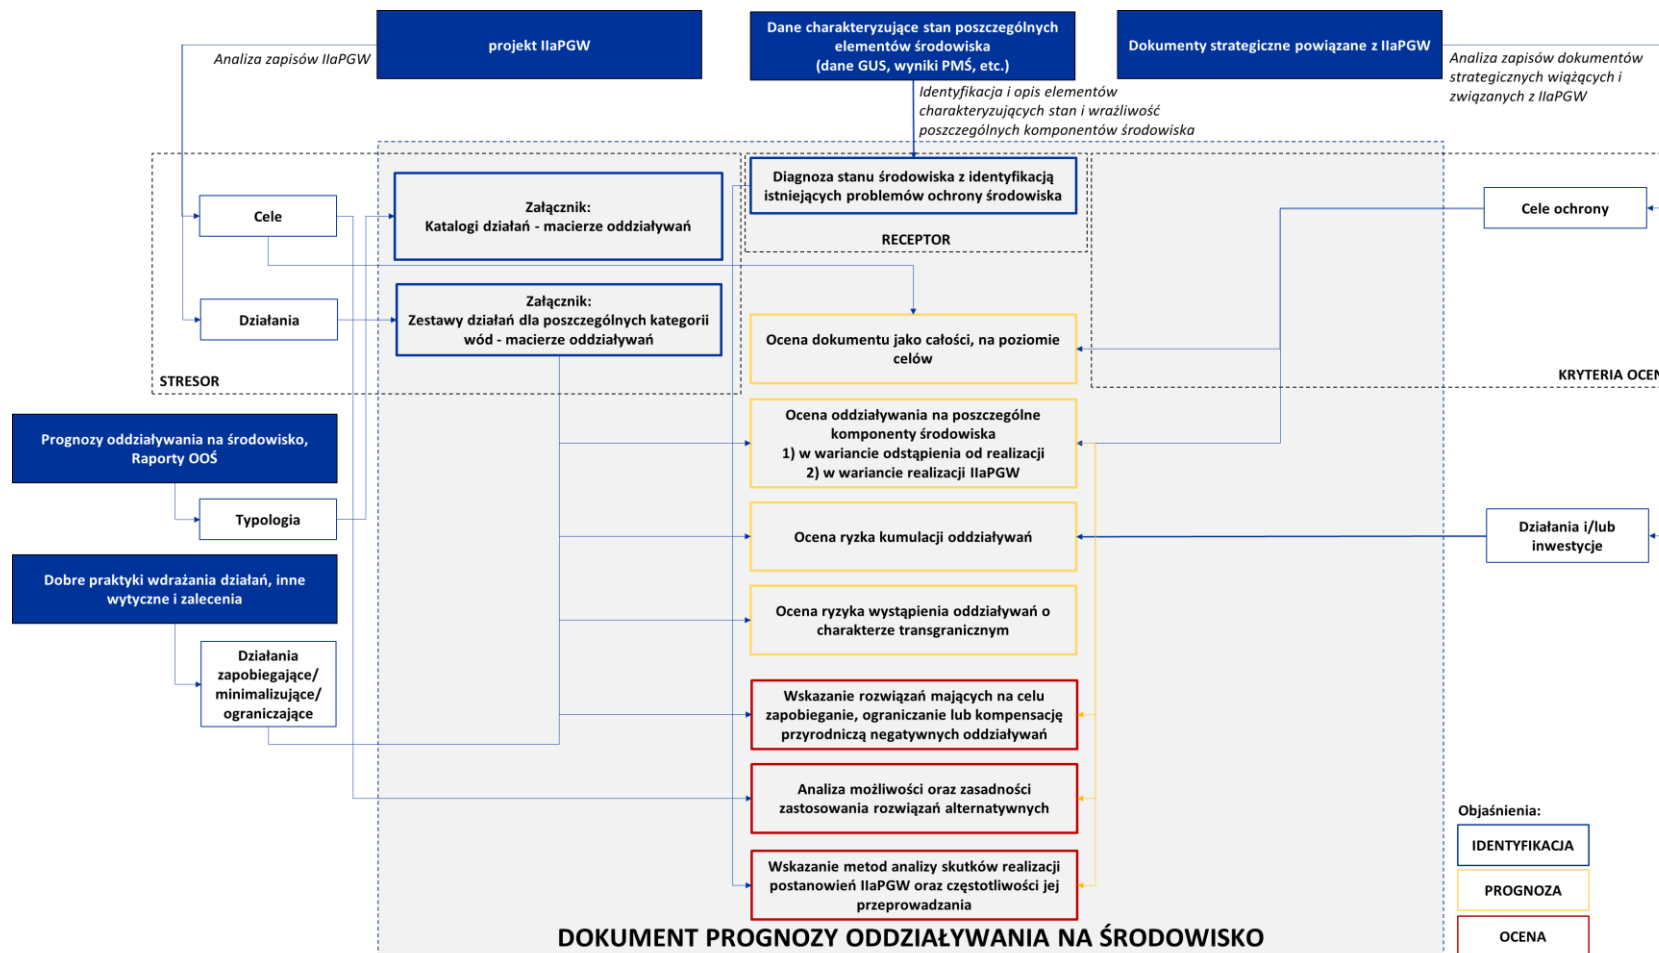 projekt IIaPGW
Dane charakteryzujące stan poszczególnych
elementów środowiska
(dane GUS, wyniki PMŚ, etc.)
Dokumenty strategiczne powiązane z IIaPGW
Analiza zapisów IIaPGW
Analiza zapisów dokumentów
strategicznych wiążących i
związanych z IIaPGW
Identyfikacja i opis elementów
charakteryzujących stan i wrażliwość
poszczególnych komponentów środowiska
Cele
Załącznik:
Katalogi działań - macierze oddziaływań
Diagnoza stanu środowiska z identyfikacją
istniejących problemów ochrony środowiska
RECEPTOR
Cele ochrony
Działania
Załącznik:
Zestawy działań dla poszczególnych kategorii
wód - macierze oddziaływań
Ocena dokumentu jako całości, na poziomie
celów
STRESOR
KRYTERIA OCEN
Prognozy oddziaływania na środowisko,
Raporty OOŚ
Ocena oddziaływania na poszczególne
komponenty środowiska
1) w wariancie odstąpienia od realizacji
2) w wariancie realizacji IIaPGW
Typologia
Ocena ryzka kumulacji oddziaływań
Działania i/lub
inwestycje
Dobre praktyki wdrażania działań, inne
wytyczne i zalecenia
Ocena ryzyka wystąpienia oddziaływań o
charakterze transgranicznym
Działania
zapobiegające/
minimalizujące/
ograniczające
Wskazanie rozwiązań mających na celu
zapobieganie, ograniczanie lub kompensację
przyrodniczą negatywnych oddziaływań
Analiza możliwości oraz zasadności
zastosowania rozwiązań alternatywnych
Wskazanie metod analizy skutków realizacji
postanowień IIaPGW oraz częstotliwości jej
przeprowadzania
DOKUMENT PROGNOZY ODDZIAŁYWANIA NA ŚRODOWISKO
Objaśnienia:
IDENTYFIKACJA
PROGNOZA
OCENA